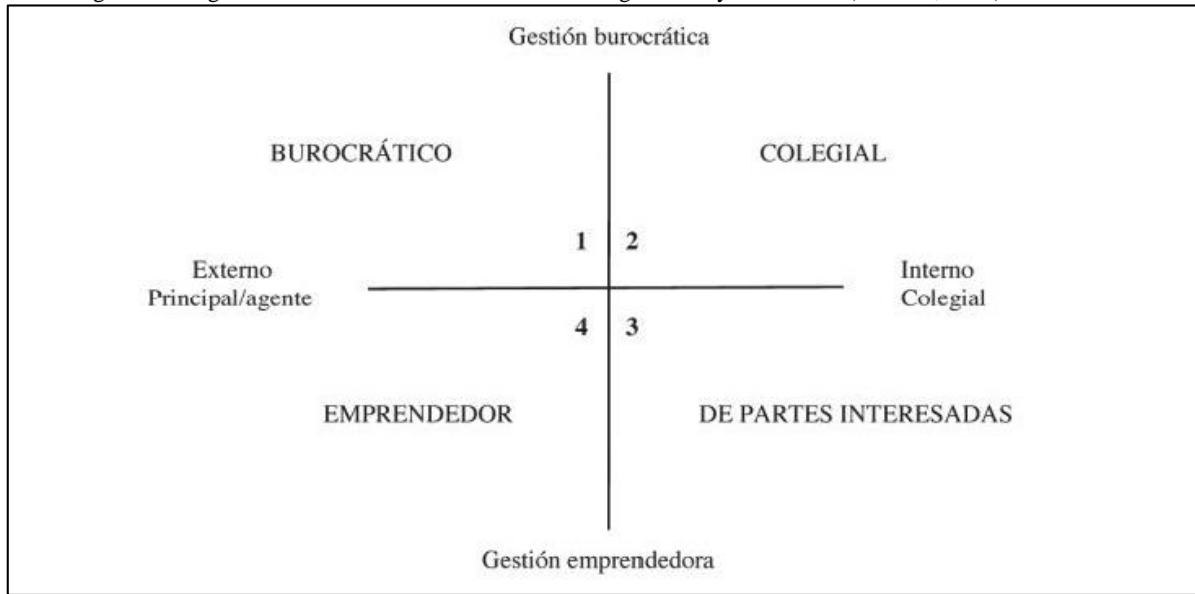 Gestión burocrática
BUROCRÁTICO COLEGIAL
1 2
Externo
Principal/agente
Interno
Colegial
4 3
EMPRENDEDOR DE PARTES INTERESADAS
Gestión emprendedora